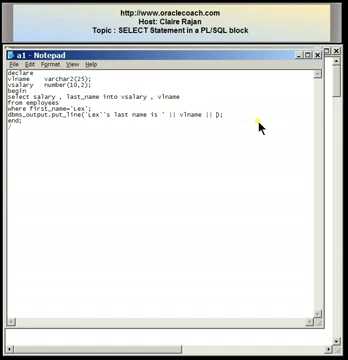 http://www.oraclecoach.com
Host: Claire Rajan
Topic : SELECT Statement in a PL/SQL block
a1 - Notepad
File Edit Format View Help
declare
vlname varchar2(25);
vsalary number(10,2);
begin
select salary , last_name into vsalary , vlname
from employees
where first_name='Lex';
dbms_output.put_line('Lex''s last name is ' || vlname || );
end;
/